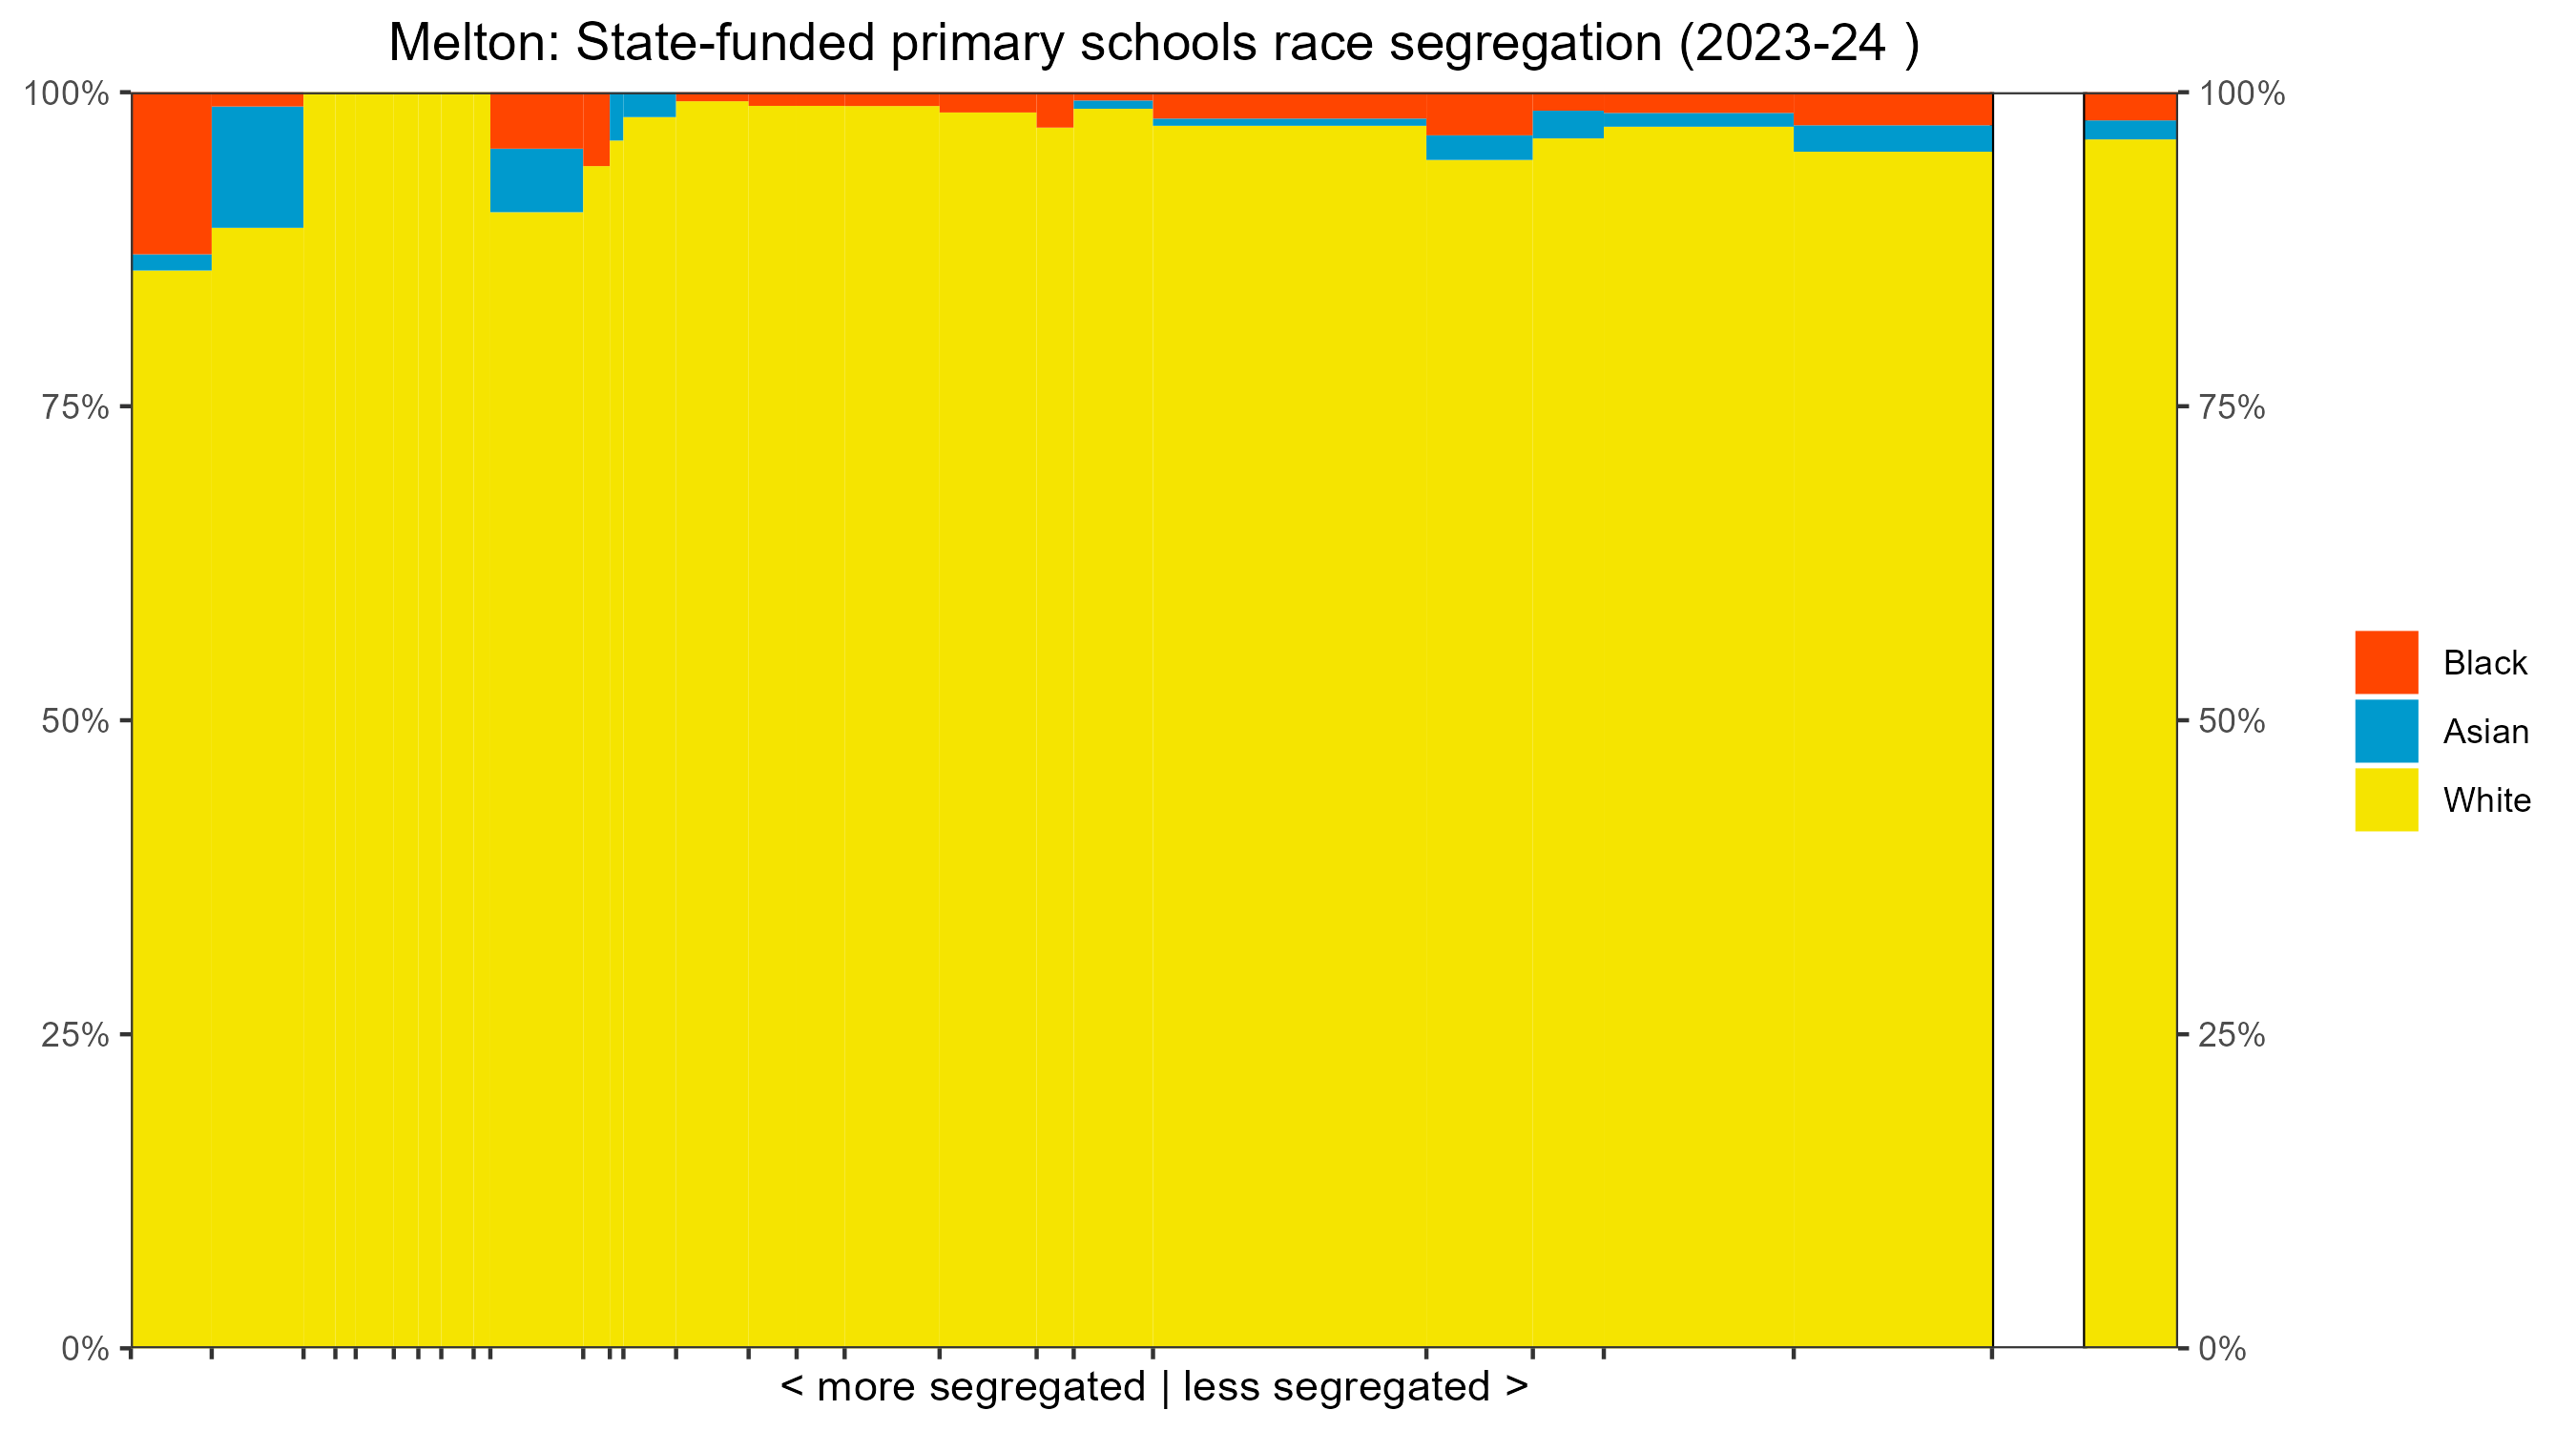 Melton: State-funded primary schools race segregation (2023-24 )
100%
75%
50%
25%
0%
100%
75%
50%
25%
0%
Black
Asian
White
< more segregated | less segregated >